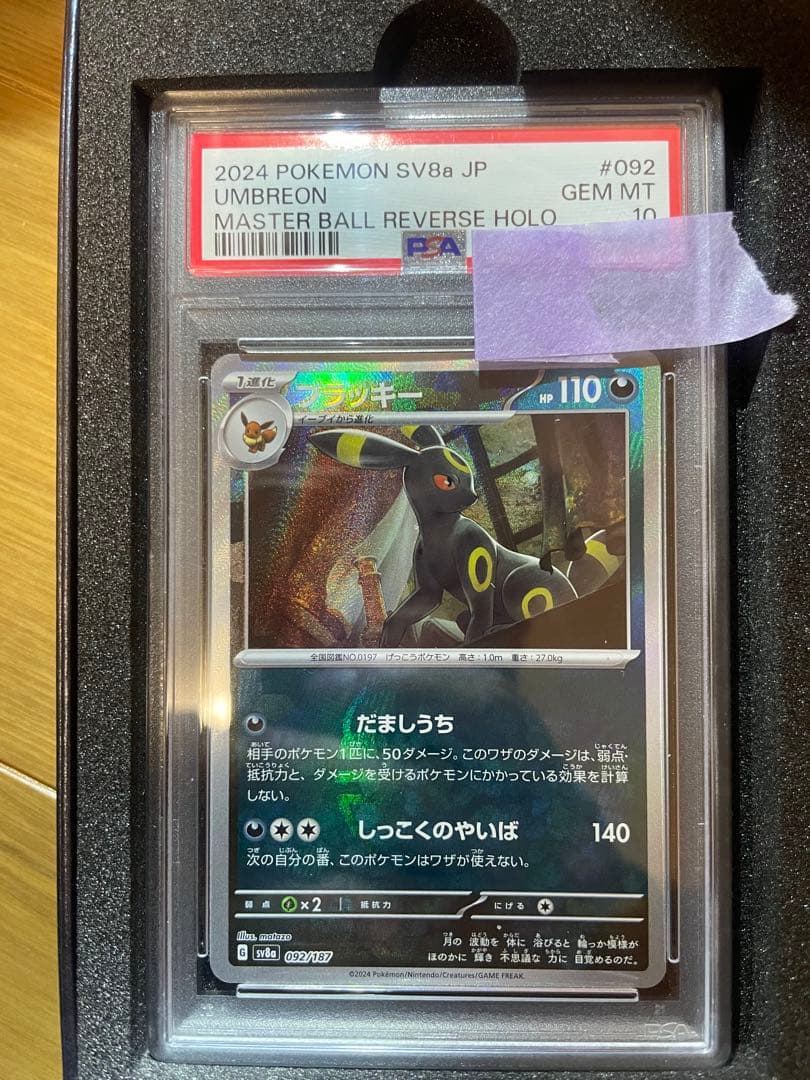 2024 POKEMON SV8a JP #092
UMBREON GEM MT
MASTER BALL REVERSE HOLO 10
PSA
1進化
ブラッキー
HP 110
イーブイから進化
全国図鑑NO.0197 げっこうポケモン 高さ:1.0m 重さ:27.0kg
だましうち
相手のポケモン1匹に、50ダメージ。このワザのダメージは、弱点・
抵抗力と、ダメージを受けるポケモンにかかっている効果を計算
しない。
しっこくのやいば 140
次の自分の番、このポケモンはワザが使えない。
弱点 ×2 抵抗力 にげる
Illus. matazo
G sv8a 092/187
月の波動を体に浴びると輪っか模様が
ほのかに輝き不思議な力に目覚めるのだ。
©2024 Pokémon/Nintendo/Creatures/GAME FREAK.
PSA